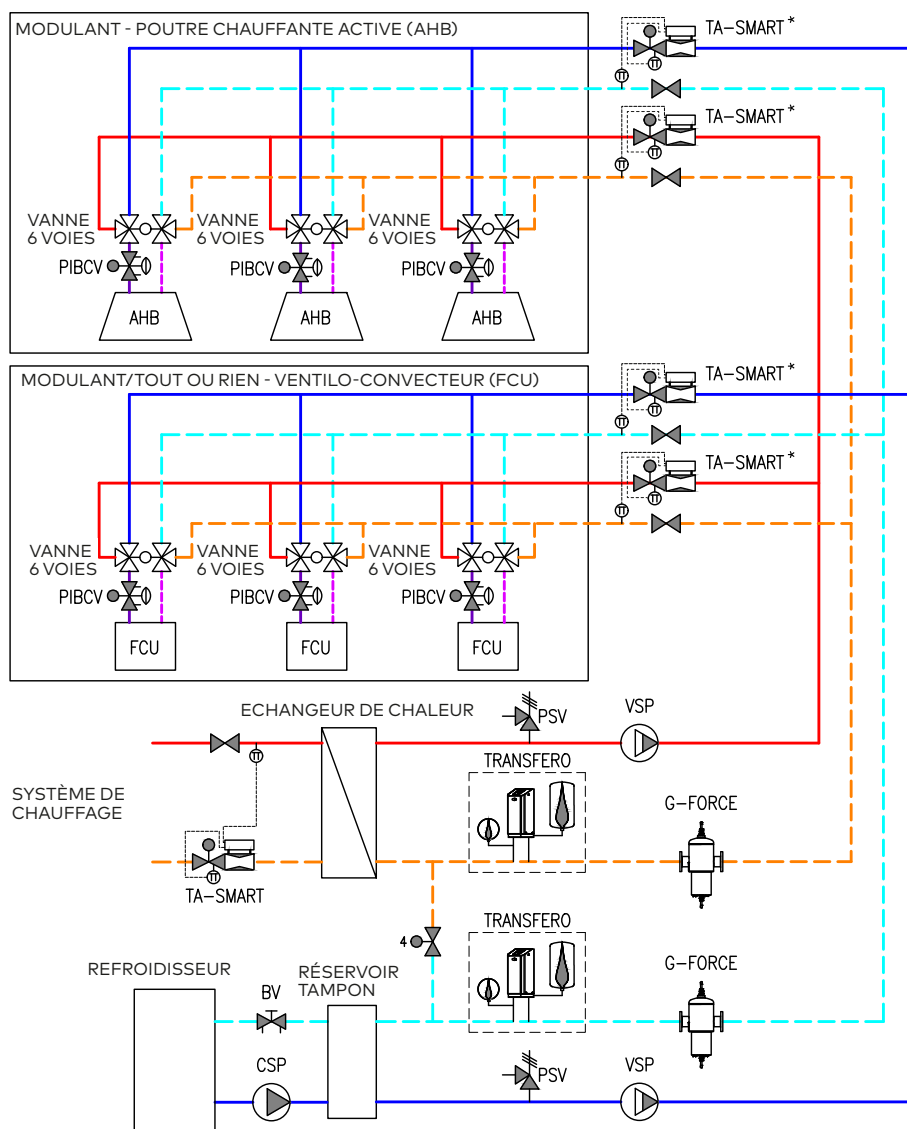 MODULANT - POUTRE CHAUFFANTE ACTIVE (AHB)
TA-SMART*
TA-SMART*
VANNE
6 VOIES
VANNE
6 VOIES
VANNE
6 VOIES
PIBCV
PIBCV
PIBCV
AHB
AHB
AHB
MODULANT/TOUT OU RIEN - VENTILO-CONVECTEUR (FCU)
TA-SMART*
TA-SMART*
VANNE
6 VOIES
VANNE
6 VOIES
VANNE
6 VOIES
PIBCV
PIBCV
PIBCV
FCU
FCU
FCU
ECHANGEUR DE CHALEUR
PSV
VSP
TRANSFERO
SYSTÈME DE
CHAUFFAGE
G-FORCE
TA-SMART
4
TRANSFERO
REFROIDISSEUR
RÉSERVOIR
TAMPON
G-FORCE
BV
CSP
PSV
VSP